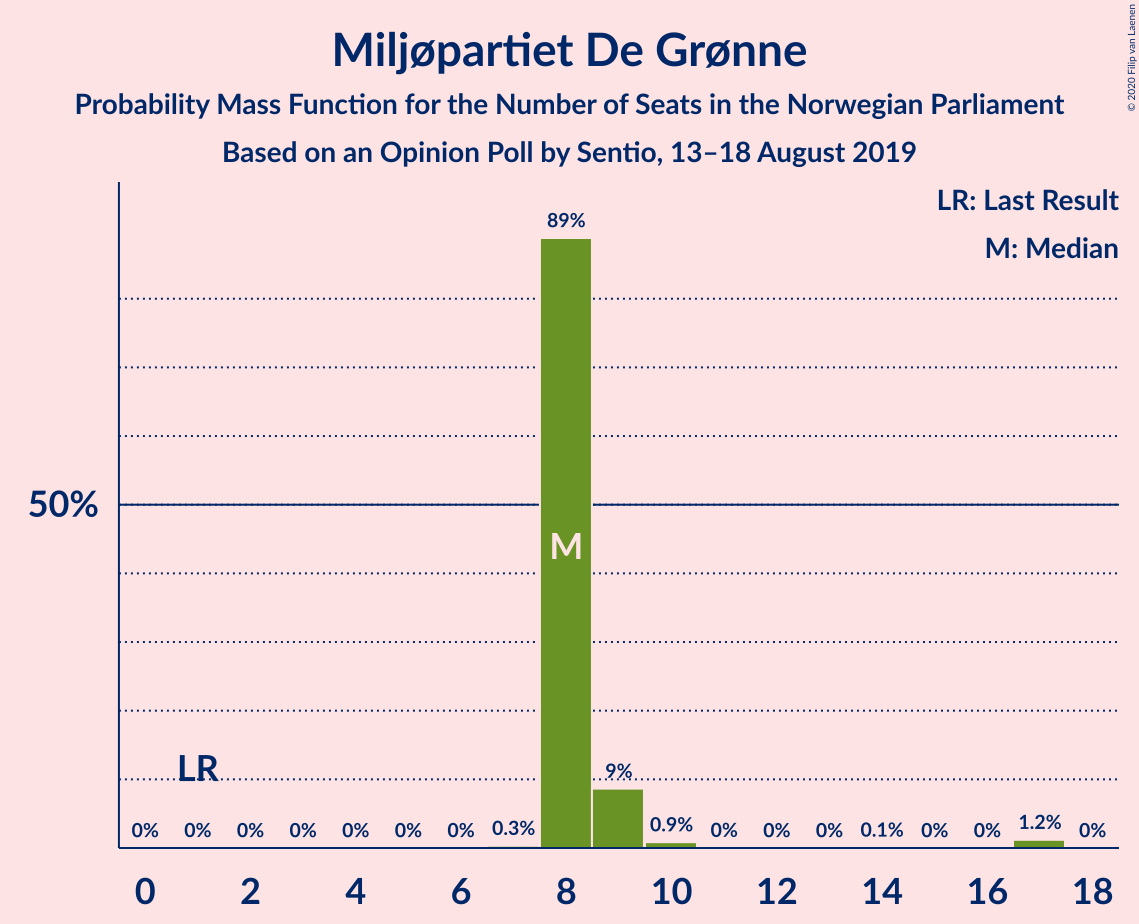 Miljøpartiet De Grønne
Probability Mass Function for the Number of Seats in the Norwegian Parliament
Based on an Opinion Poll by Sentio, 13–18 August 2019
© 2020 Filip van Laenen
LR: Last Result
M: Median
89%
50%
M
LR
9%
0% 0% 0% 0% 0% 0% 0% 0.3% 0.9% 0% 0% 0% 0.1% 0% 0% 1.2% 0%
0 2 4 6 8 10 12 14 16 18